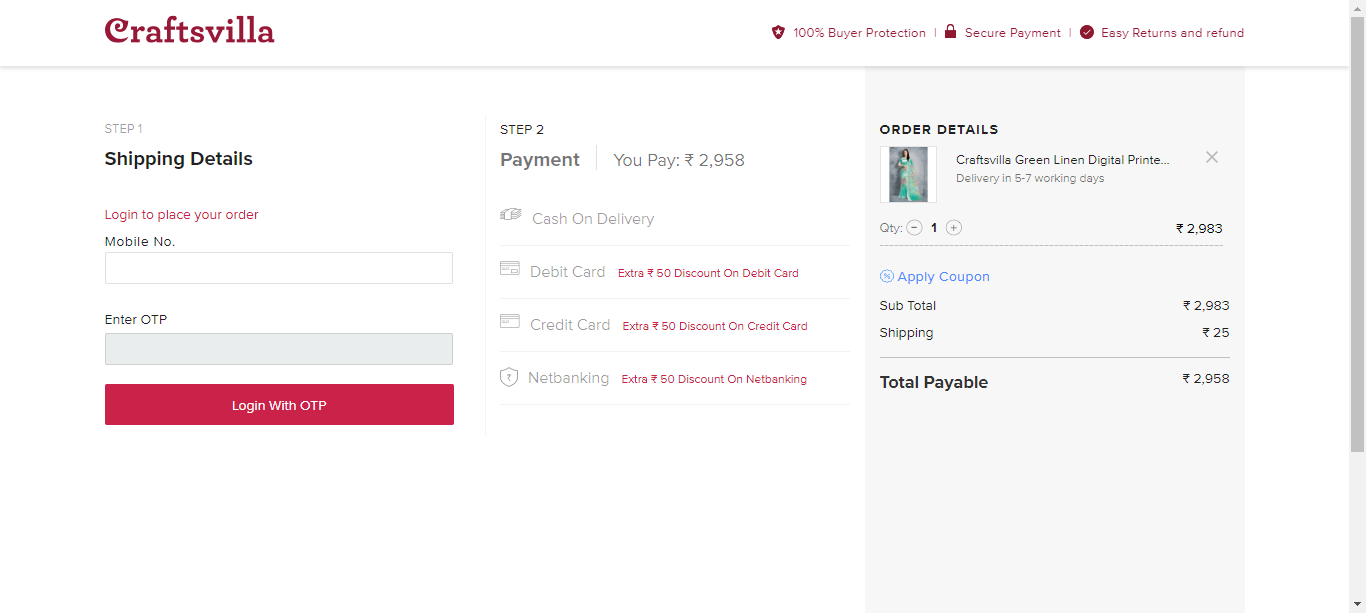 Craftsvilla
100% Buyer Protection | Secure Payment | Easy Returns and refund
STEP 1
Shipping Details
Login to place your order
Mobile No.
Enter OTP
Login With OTP
STEP 2
Payment | You Pay: ₹ 2,958
Cash On Delivery
Debit Card Extra ₹ 50 Discount On Debit Card
Credit Card Extra ₹ 50 Discount On Credit Card
Netbanking Extra ₹ 50 Discount On Netbanking
ORDER DETAILS
Craftsvilla Green Linen Digital Printe...
Delivery in 5-7 working days
Qty: - 1 + ₹ 2,983
Apply Coupon
Sub Total ₹ 2,983
Shipping ₹ 25
Total Payable ₹ 2,958